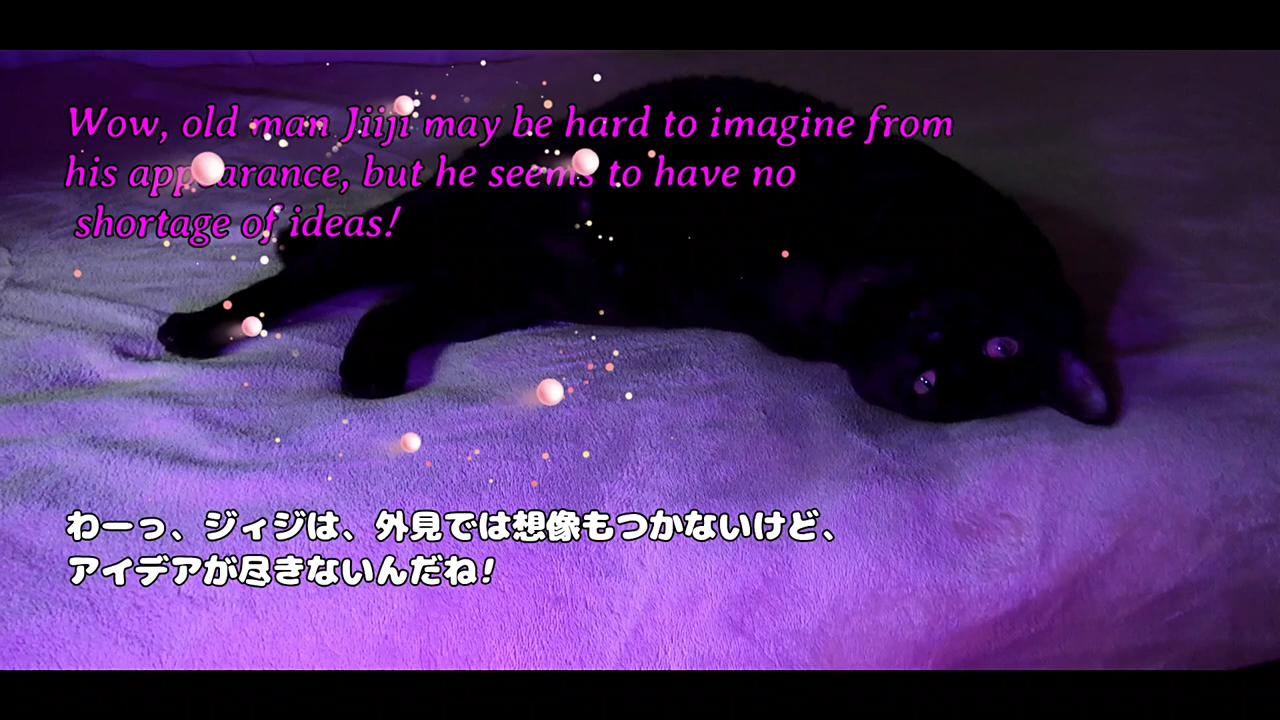 Wow, old man Jiiji may be hard to imagine from
his appearance, but he seems to have no
shortage of ideas!
わーっ、ジィジは、外見では想像もつかないけど、
アイデアが尽きないんだね!